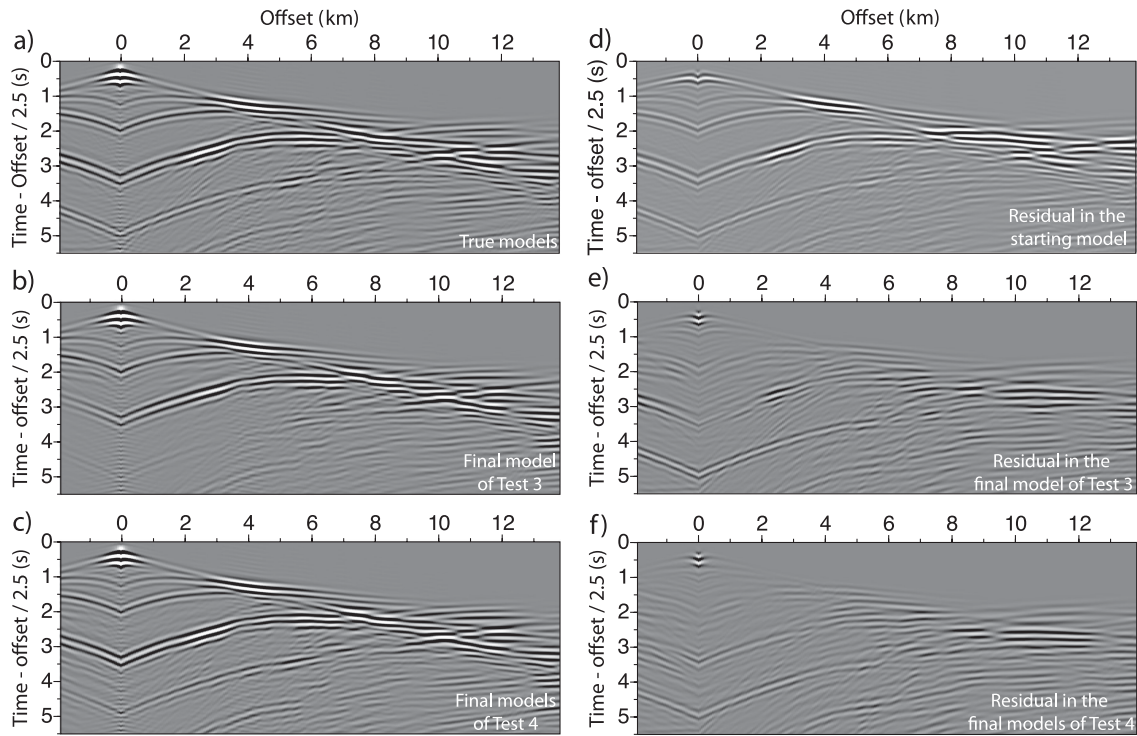 Offset (km)
a) 0 2 4 6 8 10 12
0
1
2
3
4
5
Time - Offset / 2.5 (s)
True models
b) 0 2 4 6 8 10 12
0
1
2
3
4
5
Time - offset / 2.5 (s)
Final model
of Test 3
c) 0 2 4 6 8 10 12
0
1
2
3
4
5
Time - offset / 2.5 (s)
Final models
of Test 4
Offset (km)
d) 0 2 4 6 8 10 12
0
1
2
3
4
5
Time - offset / 2.5 (s)
Residual in the
starting model
e) 0 2 4 6 8 10 12
0
1
2
3
4
5
Time - offset / 2.5 (s)
Residual in the
final model of Test 3
f) 0 2 4 6 8 10 12
0
1
2
3
4
5
Time - offset / 2.5 (s)
Residual in the
final models of Test 4